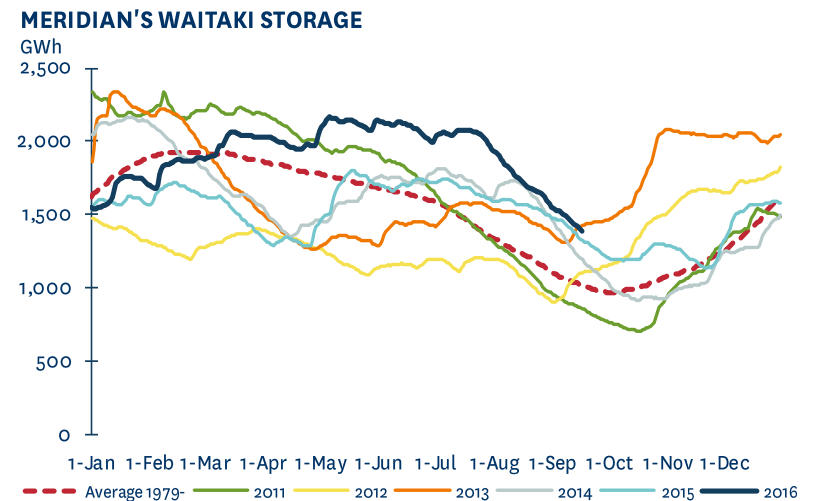 MERIDIAN'S WAITAKI STORAGE
GWh
2,500
2,000
1,500
1,000
500
0
1-Jan 1-Feb 1-Mar 1-Apr 1-May 1-Jun 1-Jul 1-Aug 1-Sep 1-Oct 1-Nov 1-Dec
Average 1979- 2011 2012 2013 2014 2015 2016